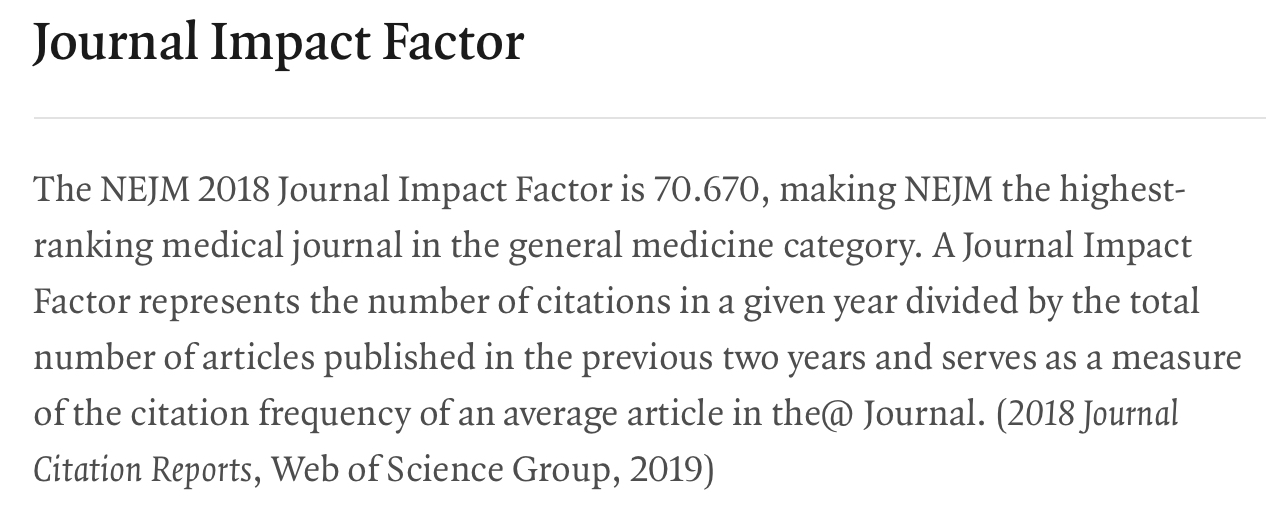 Journal Impact Factor
The NEJM 2018 Journal Impact Factor is 70.670, making NEJM the highest-
ranking medical journal in the general medicine category. A Journal Impact
Factor represents the number of citations in a given year divided by the total
number of articles published in the previous two years and serves as a measure
of the citation frequency of an average article in the@ Journal. (2018 Journal
Citation Reports, Web of Science Group, 2019)